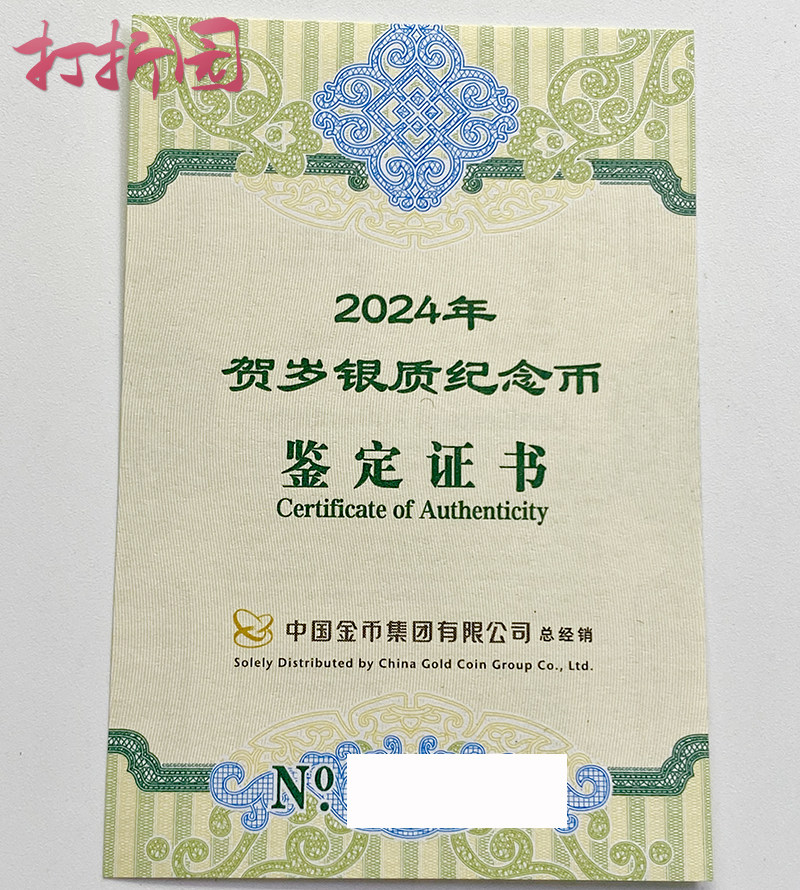 打折园
2024年
贺岁银质纪念币
鉴定证书
Certificate of Authenticity
中国金币集团有限公司 总经销
Solely Distributed by China Gold Coin Group Co., Ltd.
№: